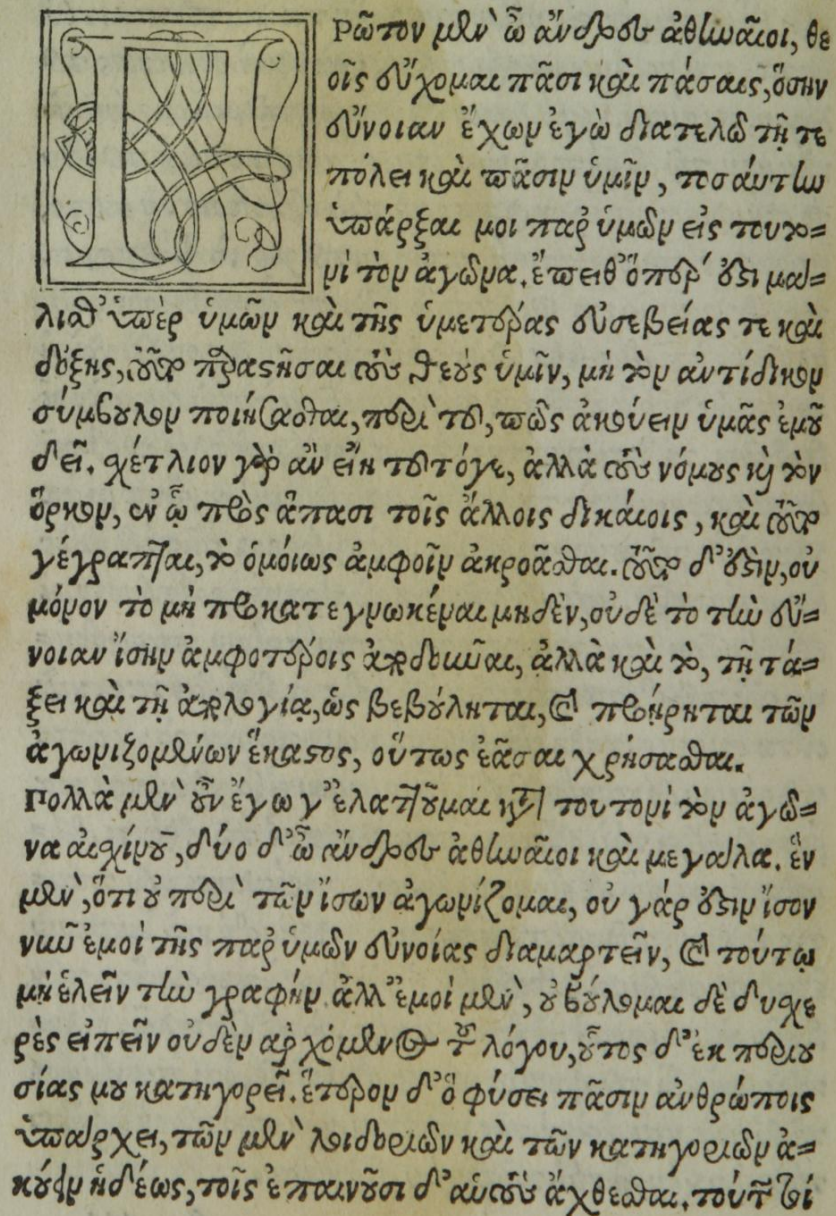 Πρῶτον μὲν ὦ ἄνδρες ἀθηναῖοι, θε
οῖς εὔχομαι πᾶσι καὶ πάσαις, ὅσην
εὔνοιαν ἔχων ἐγὼ διατελῶ τῇ τε
πόλει καὶ πᾶσιν ὑμῖν, τοσαύτην
ὑπάρξαι μοι παρ' ὑμῶν εἰς τουτο-
νὶ τὸν ἀγῶνα. ἔπειθ' ὅπερ ἐστὶ μά-
λισθ' ὑπὲρ ὑμῶν καὶ τῆς ὑμετέρας εὐσεβείας τε καὶ
δόξης, τοῦτο παραστῆσαι τοὺς θεοὺς ὑμῖν, μὴ τὸν ἀντίδικον
σύμβουλον ποιήσασθαι, περὶ τοῦ, πῶς ἀκούειν ὑμᾶς ἐμοῦ
δεῖ. σχέτλιον γὰρ ἂν εἴη τοῦτό γε, ἀλλὰ τοὺς νόμους καὶ τὸν
ὅρκον, ἐν ᾧ πρὸς ἅπασι τοῖς ἄλλοις δικαίοις, καὶ τοῦτο
γέγραπται, τὸ ὁμοίως ἀμφοῖν ἀκροᾶσθαι. τοῦτο δ' ἐστὶν, οὐ
μόνον τὸ μὴ προκατεγνωκέναι μηδὲν, οὐδὲ τὸ τὴν εὔ-
νοιαν ἴσην ἀμφοτέροις ἀποδοῦναι, ἀλλὰ καὶ τὸ, τῇ τά-
ξει καὶ τῇ ἀπολογίᾳ, ὡς βεβούληται, καὶ προῄρηται τῶν
ἀγωνιζομένων ἕκαστος, οὕτως ἐᾶσαι χρήσασθαι.
Πολλὰ μὲν οὖν ἔγωγ' ἐλαττοῦμαι κατὰ τουτονὶ τὸν ἀγῶ-
να αἰσχίνου, δύο δ' ὦ ἄνδρες ἀθηναῖοι καὶ μεγάλα. ἓν
μὲν, ὅτι οὐ περὶ τῶν ἴσων ἀγωνίζομαι, οὐ γάρ ἐστιν ἴσον
νῦν ἐμοὶ τῆς παρ' ὑμῶν εὐνοίας διαμαρτεῖν, καὶ τούτῳ
μὴ ἑλεῖν τὴν γραφήν. ἀλλ' ἐμοὶ μὲν, οὐ βούλομαι δὲ δυσχε
ρὲς εἰπεῖν οὐδὲν ἀρχόμενος τοῦ λόγου, οὗτος δ' ἐκ περιου
σίας μου κατηγορεῖ. ἕτερον δ' ὃ φύσει πᾶσιν ἀνθρώποις
ὑπάρχει, τῶν μὲν λοιδοριῶν καὶ τῶν κατηγοριῶν ἀ-
κούειν ἡδέως, τοῖς ἐπαινοῦσι δ' αὑτοὺς ἄχθεσθαι. τούτων τοί